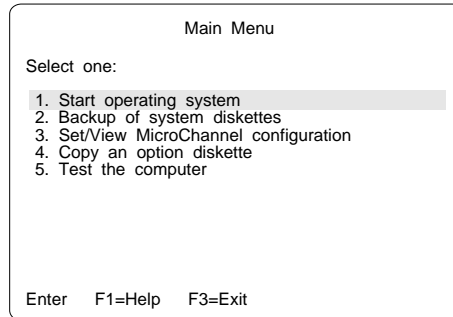 Main Menu
Select one:
1. Start operating system
2. Backup of system diskettes
3. Set/View MicroChannel configuration
4. Copy an option diskette
5. Test the computer
Enter F1=Help F3=Exit